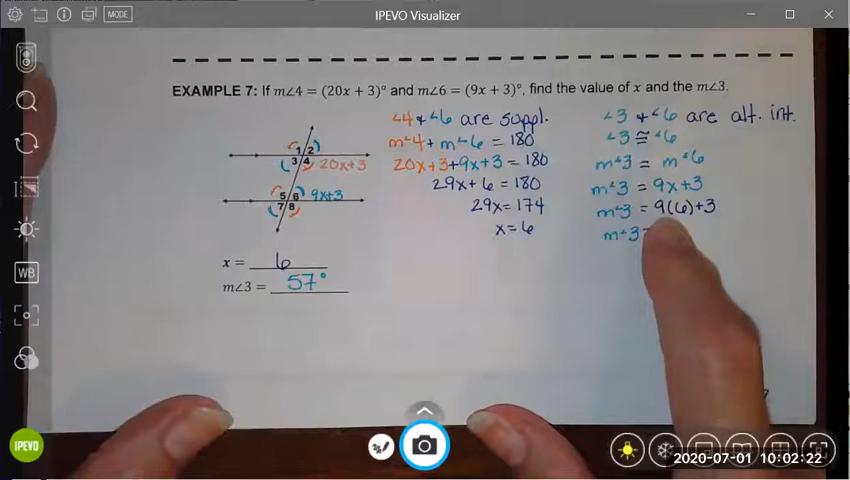 IPEVO Visualizer
MODE
EXAMPLE 7: If m∠4 = (20x + 3)° and m∠6 = (9x + 3)°, find the value of x and the m∠3.
∠4 + ∠6 are suppl.
m∠4 + m∠6 = 180
20x+3+9x+3 = 180
29x+6 = 180
29x = 174
x = 6
∠3 + ∠6 are alt. int.
∠3 ≅ ∠6
m∠3 = m∠6
m∠3 = 9x+3
m∠3 = 9(6)+3
m∠3 =
1 2
3 4 20x+3
5 6 9x+3
7 8
x = 6
m∠3 = 57°
WB
7
IPEVO
2020-07-01 10:02:22